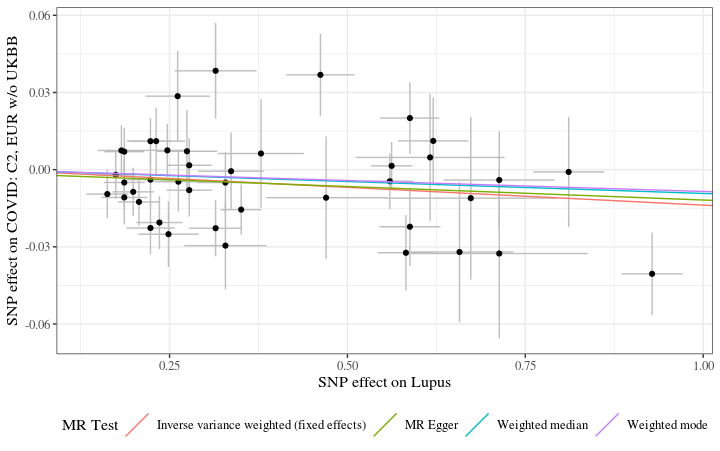 SNP effect on COVID: C2, EUR w/o UKBB
0.06
0.03
0.00
-0.03
-0.06
0.25 0.50 0.75 1.00
SNP effect on Lupus
MR Test Inverse variance weighted (fixed effects) MR Egger Weighted median Weighted mode